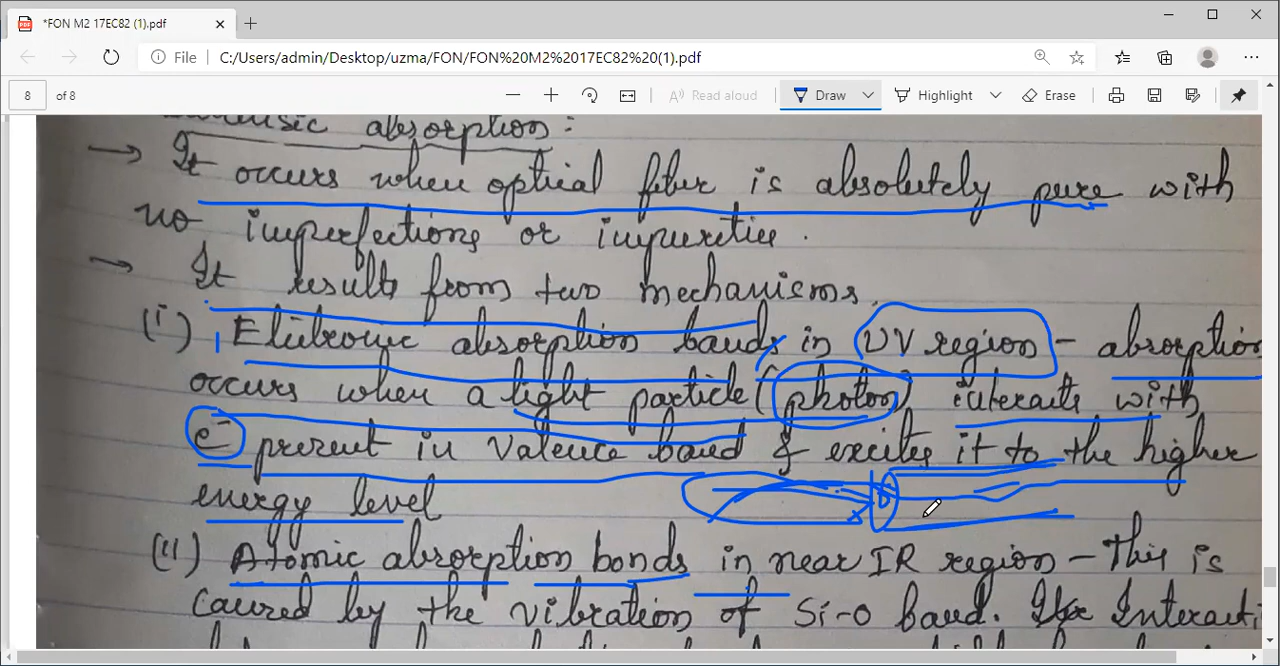 *FON M2 17EC82 (1).pdf
File C:/Users/admin/Desktop/uzma/FON/FON%20M2%2017EC82%20(1).pdf
8 of 8 Read aloud Draw Highlight Erase
absorption :
→ It occurs when optical fiber is absolutely pure with
no imperfections or impurities .
→ It results from two mechanisms.
(i) Eletronic absorption bands in UV region - absorption
occurs when a light particle (photon) interacts with
e- present in Valence band & excites it to the higher
energy level
(ii) Atomic absorption bonds in near IR region - This is
caused by the vibration of Si-O band. The Interacti